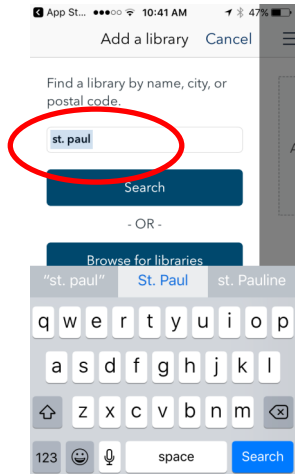 App St... 10:41 AM 47%
Add a library Cancel
Find a library by name, city, or
postal code.
st. paul
Search
- OR -
Browse for libraries
"st. paul" St. Paul st. Pauline
q w e r t y u i o p
a s d f g h j k l
z x c v b n m
123 space Search